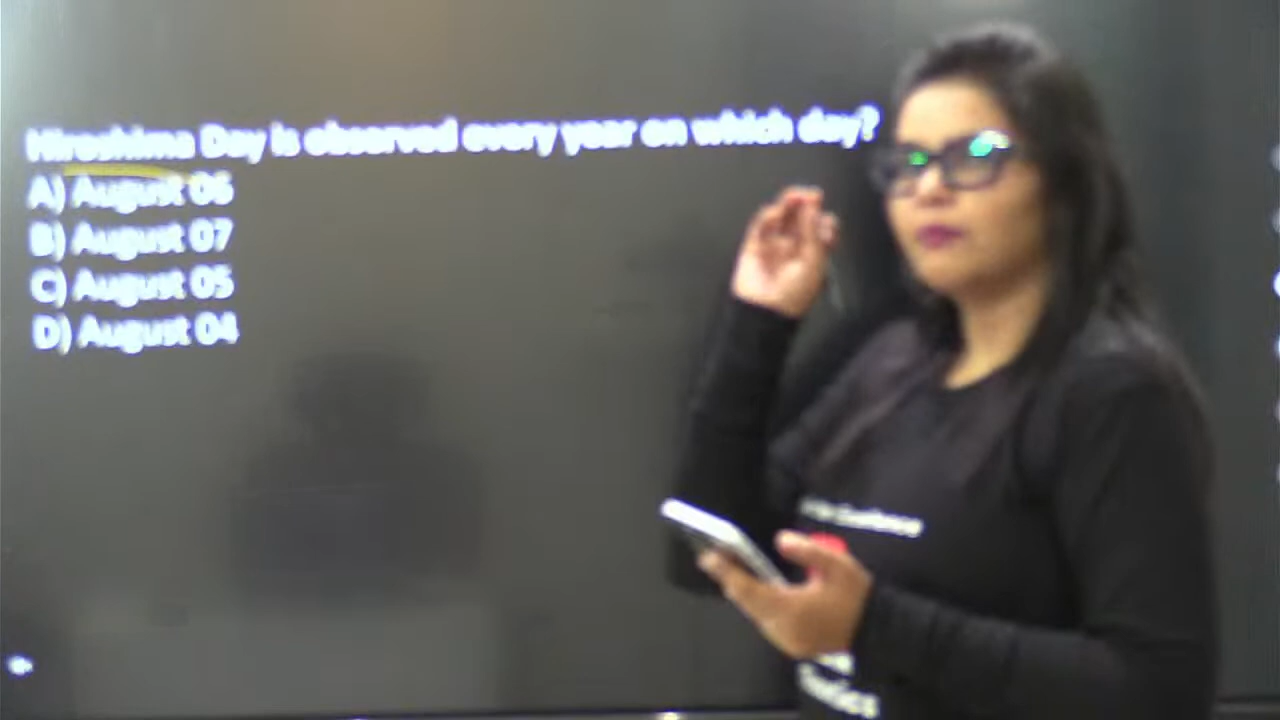 Hiroshima Day is observed every year on which day?
A) August 06
B) August 07
C) August 05
D) August 04